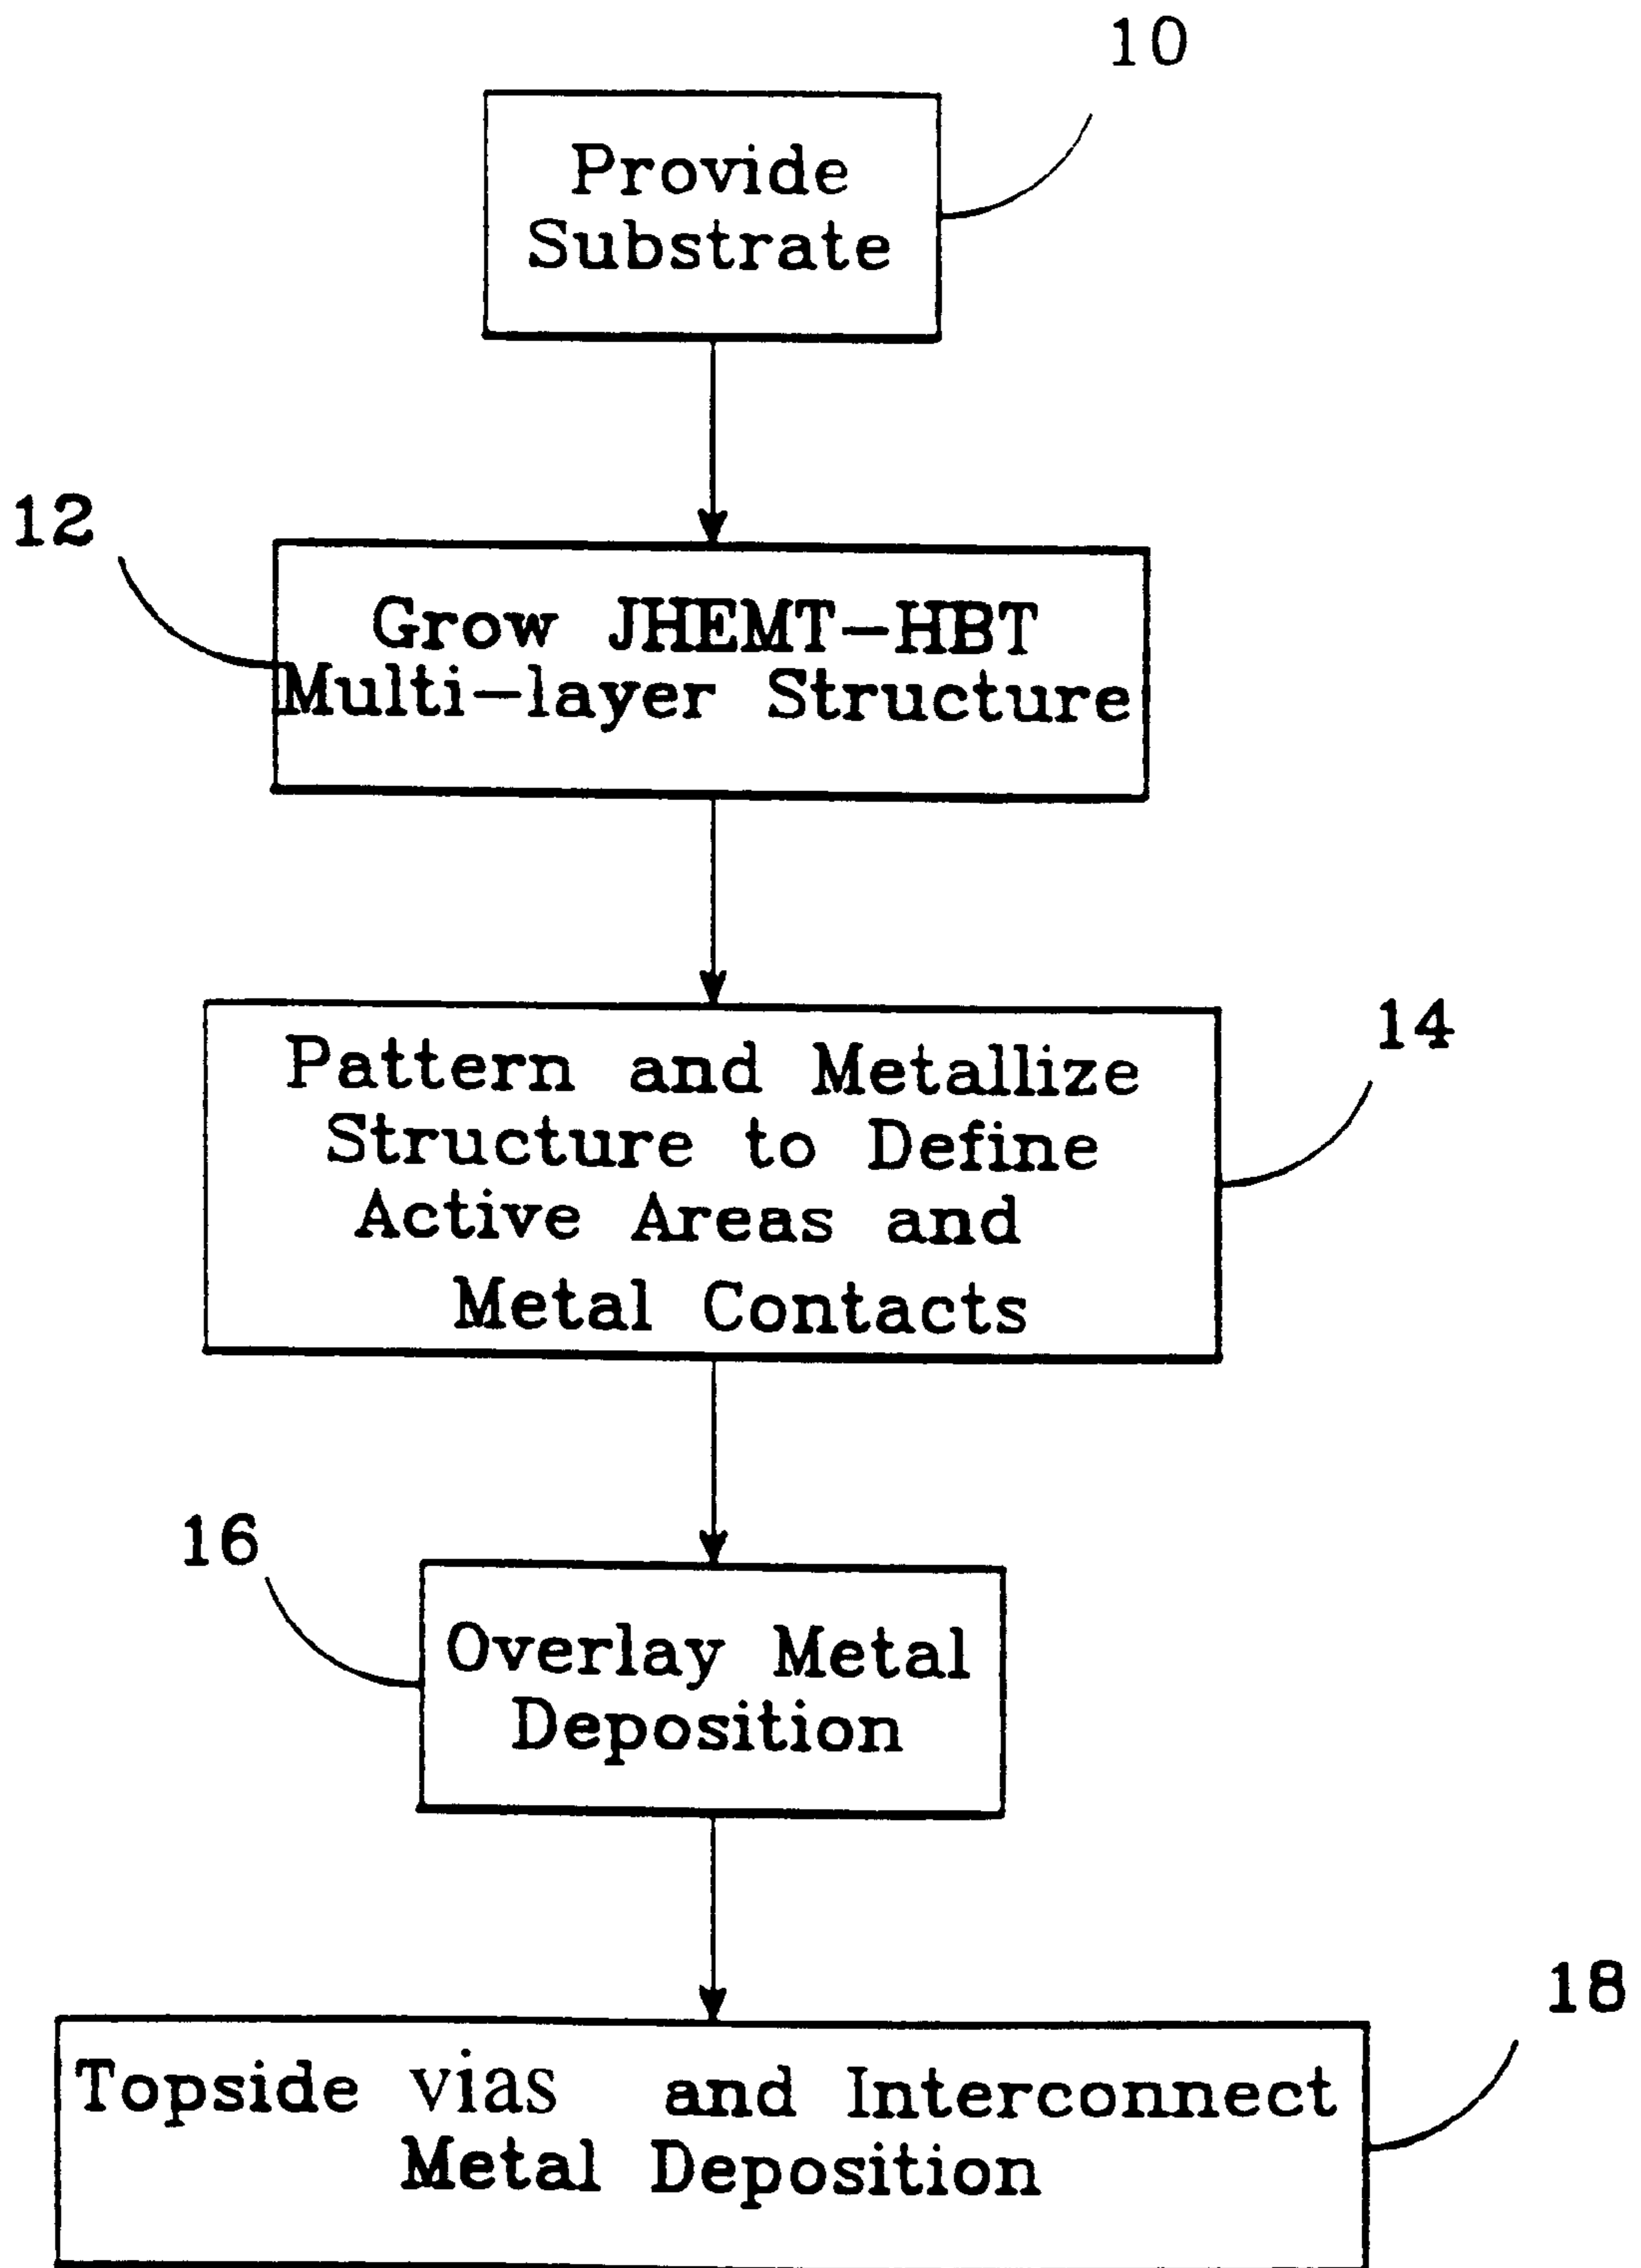 10
Provide
Substrate
12
Grow JHEMT-HBT
Multi-layer Structure
14
Pattern and Metallize
Structure to Define
Active Areas and
Metal Contacts
16
Overlay Metal
Deposition
18
Topside vias and Interconnect
Metal Deposition